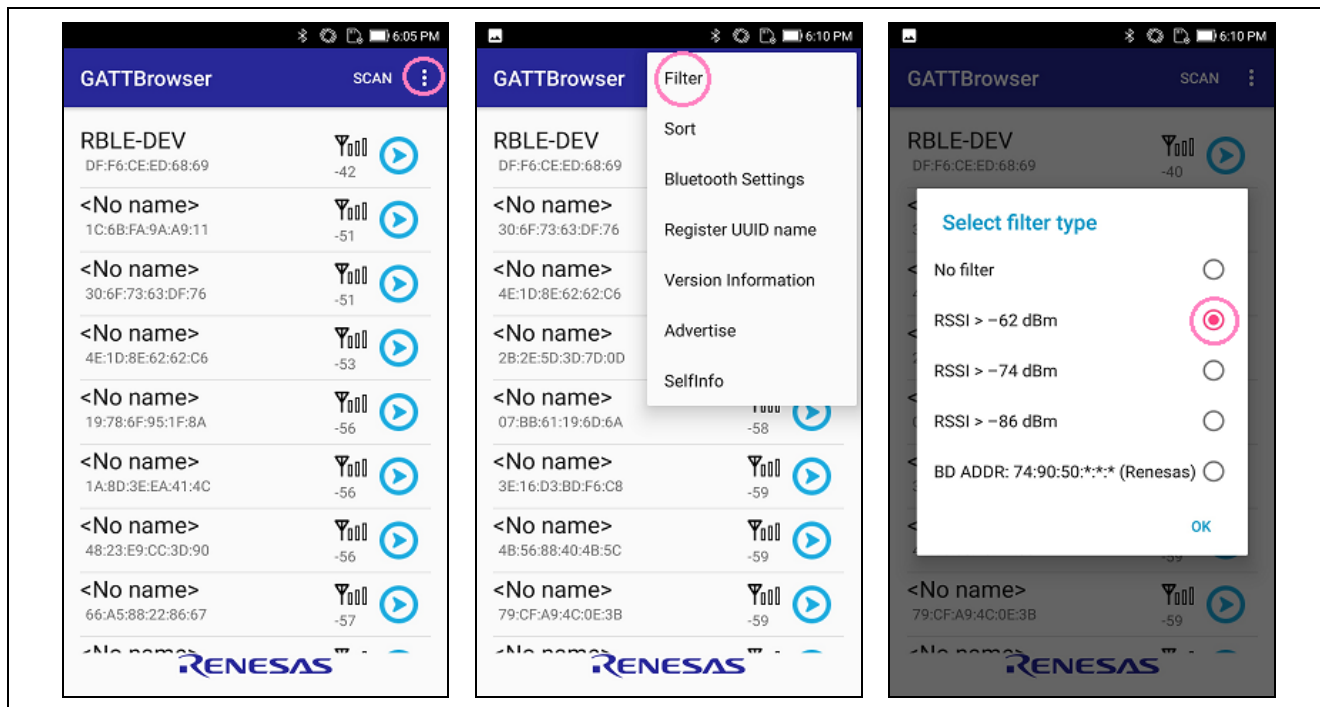 6:05 PM
GATTBrowser SCAN
RBLE-DEV
DF:F6:CE:ED:68:69 -42
<No name>
1C:6B:FA:9A:A9:11 -51
<No name>
30:6F:73:63:DF:76 -51
<No name>
4E:1D:8E:62:62:C6 -53
<No name>
19:78:6F:95:1F:8A -56
<No name>
1A:8D:3E:EA:41:4C -56
<No name>
48:23:E9:CC:3D:90 -56
<No name>
66:A5:88:22:86:67 -57
<No name>
RENESAS
6:10 PM
GATTBrowser
Filter
Sort
Bluetooth Settings
Register UUID name
Version Information
Advertise
SelfInfo
RBLE-DEV
DF:F6:CE:ED:68:69
<No name>
30:6F:73:63:DF:76
<No name>
4E:1D:8E:62:62:C6
<No name>
2B:2E:5D:3D:7D:0D
<No name>
07:BB:61:19:6D:6A -58
<No name>
3E:16:D3:BD:F6:C8 -59
<No name>
4B:56:88:40:4B:5C -59
<No name>
79:CF:A9:4C:0E:3B -59
<No name>
RENESAS
6:10 PM
GATTBrowser SCAN
RBLE-DEV
DF:F6:CE:ED:68:69 -40
Select filter type
No filter
RSSI > −62 dBm
RSSI > −74 dBm
RSSI > −86 dBm
BD ADDR: 74:90:50:*:*:* (Renesas)
OK
-59
<No name>
79:CF:A9:4C:0E:3B -59
<No name>
RENESAS